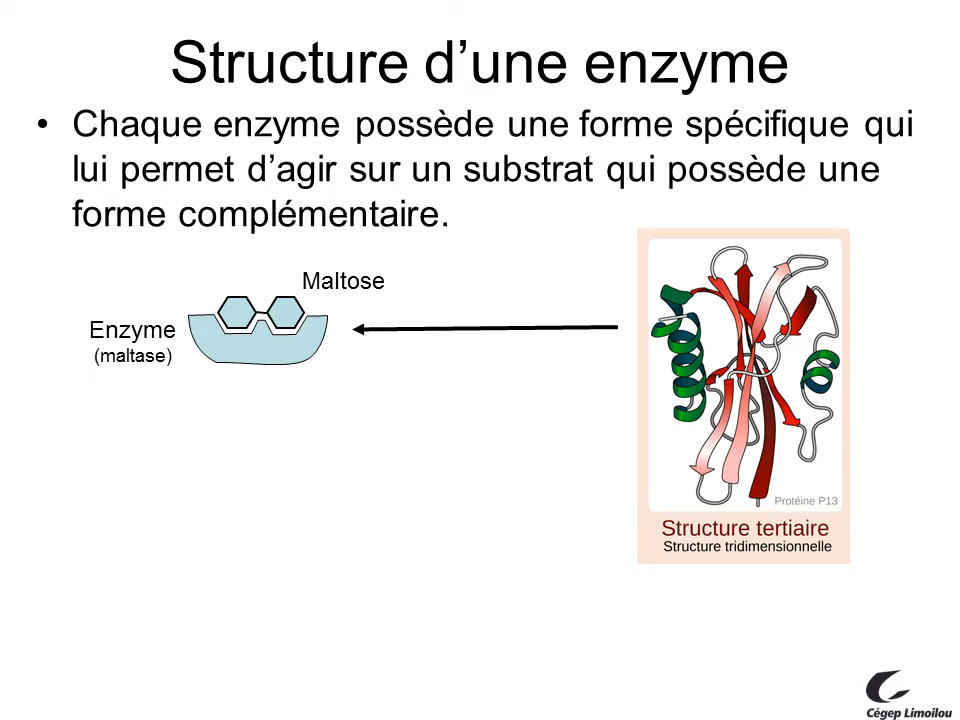 Structure d’une enzyme
• Chaque enzyme possède une forme spécifique qui
lui permet d’agir sur un substrat qui possède une
forme complémentaire.
Maltose
Enzyme
(maltase)
Protéine P13
Structure tertiaire
Structure tridimensionnelle
Cégep Limoilou